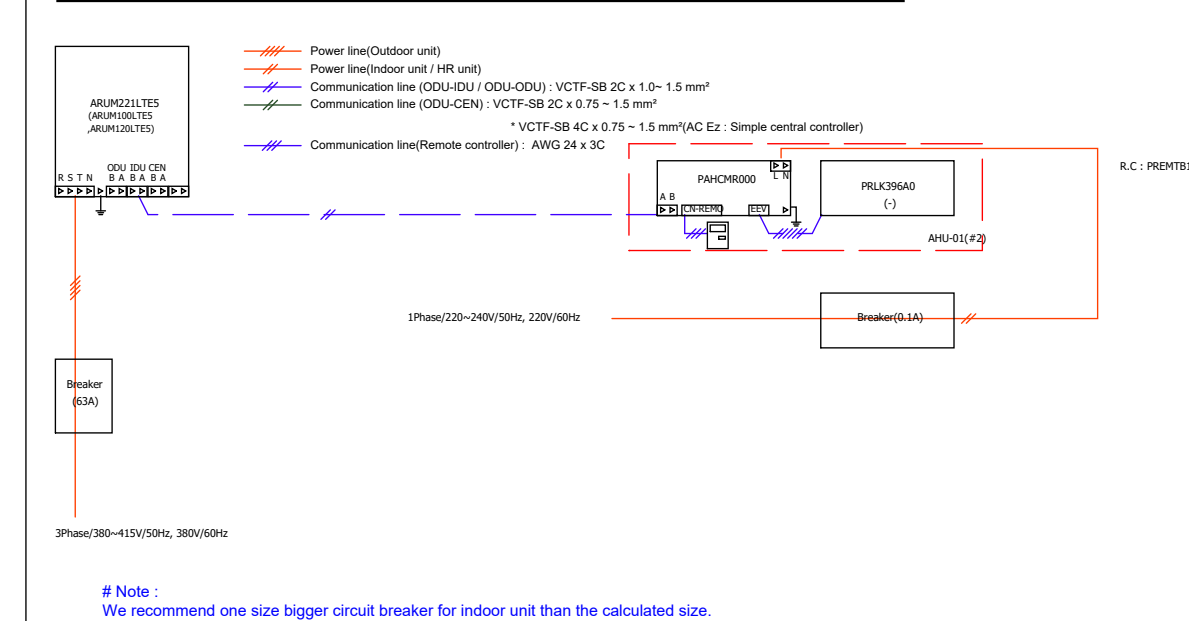 Power line(Outdoor unit)
Power line(Indoor unit / HR unit)
Communication line (ODU-IDU / ODU-ODU) : VCTF-SB 2C x 1.0~ 1.5 mm²
Communication line (ODU-CEN) : VCTF-SB 2C x 0.75 ~ 1.5 mm²
* VCTF-SB 4C x 0.75 ~ 1.5 mm²(AC Ez : Simple central controller)
Communication line(Remote controller) : AWG 24 x 3C
ARUM221LTE5
(ARUM100LTE5
,ARUM120LTE5)
ODU IDU CEN
R S T N B A B A B A
PAHCMR000
L N
A B
CN-REMO
EEV
PRLK396A0
(-)
AHU-01(#2)
R.C : PREMTB1
1Phase/220~240V/50Hz, 220V/60Hz
Breaker(0.1A)
Breaker
(63A)
3Phase/380~415V/50Hz, 380V/60Hz
# Note :
We recommend one size bigger circuit breaker for indoor unit than the calculated size.